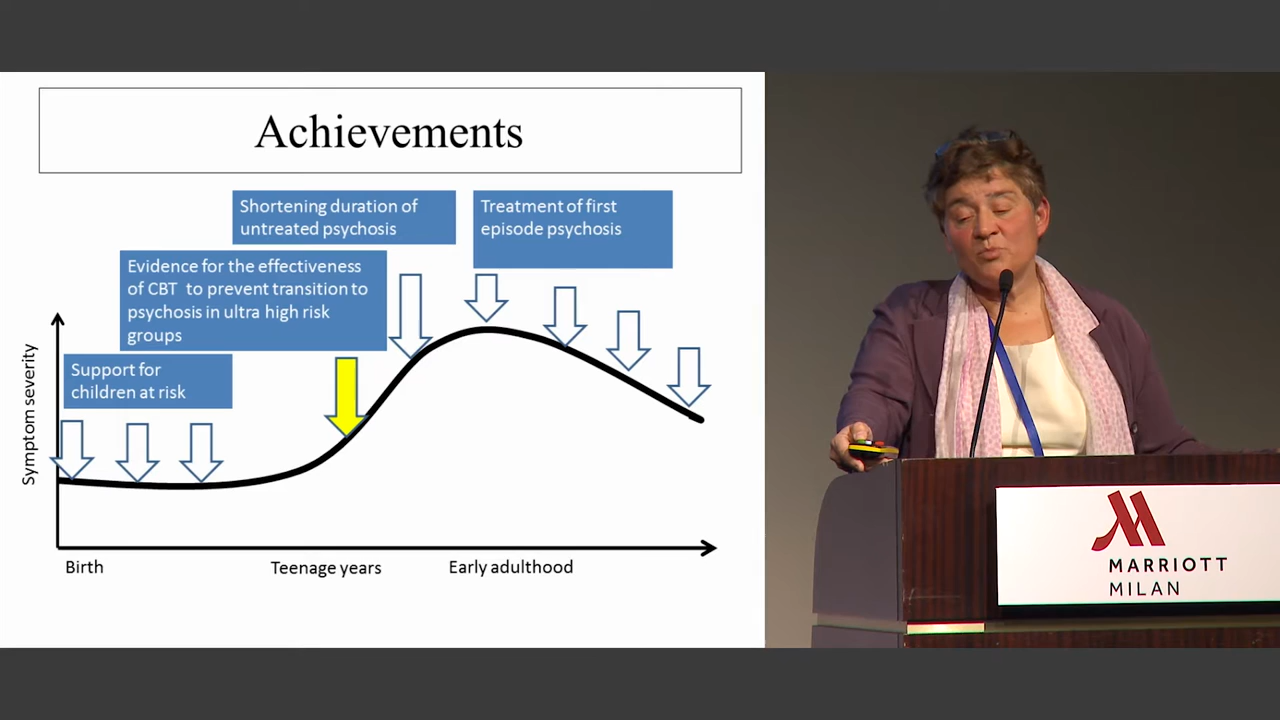 Achievements
Shortening duration of
untreated psychosis
Treatment of first
episode psychosis
Evidence for the effectiveness
of CBT to prevent transition to
psychosis in ultra high risk
groups
Support for
children at risk
Symptom severity
Birth
Teenage years
Early adulthood
MARRIOTT
MILAN